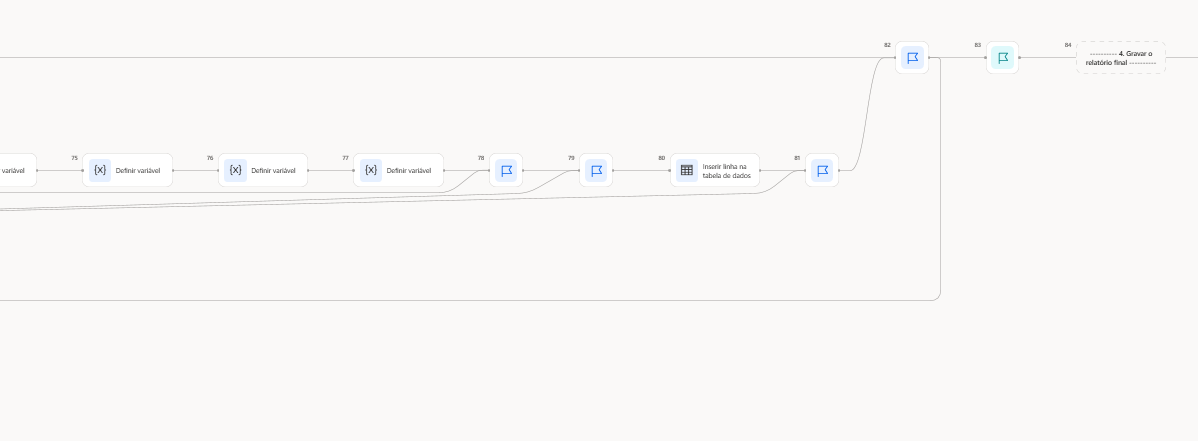 82
83
84
---------- 4. Gravar o
relatório final ----------
variável
75
{x} Definir variável
76
{x} Definir variável
77
{x} Definir variável
78
79
80
Inserir linha na
tabela de dados
81